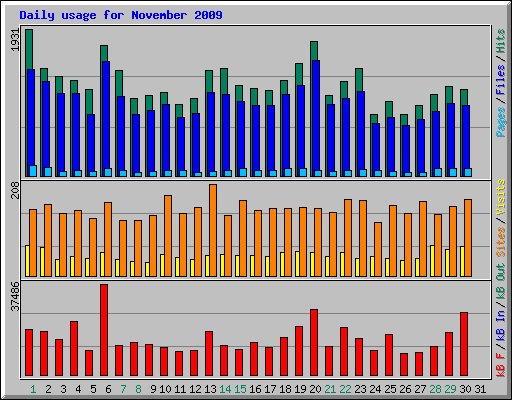 Daily usage for November 2009
1931
Pages / Files / Hits
208
Sites / Visits
37486
kB F / kB In / kB Out
1 2 3 4 5 6 7 8 9 10 11 12 13 14 15 16 17 18 19 20 21 22 23 24 25 26 27 28 29 30 31